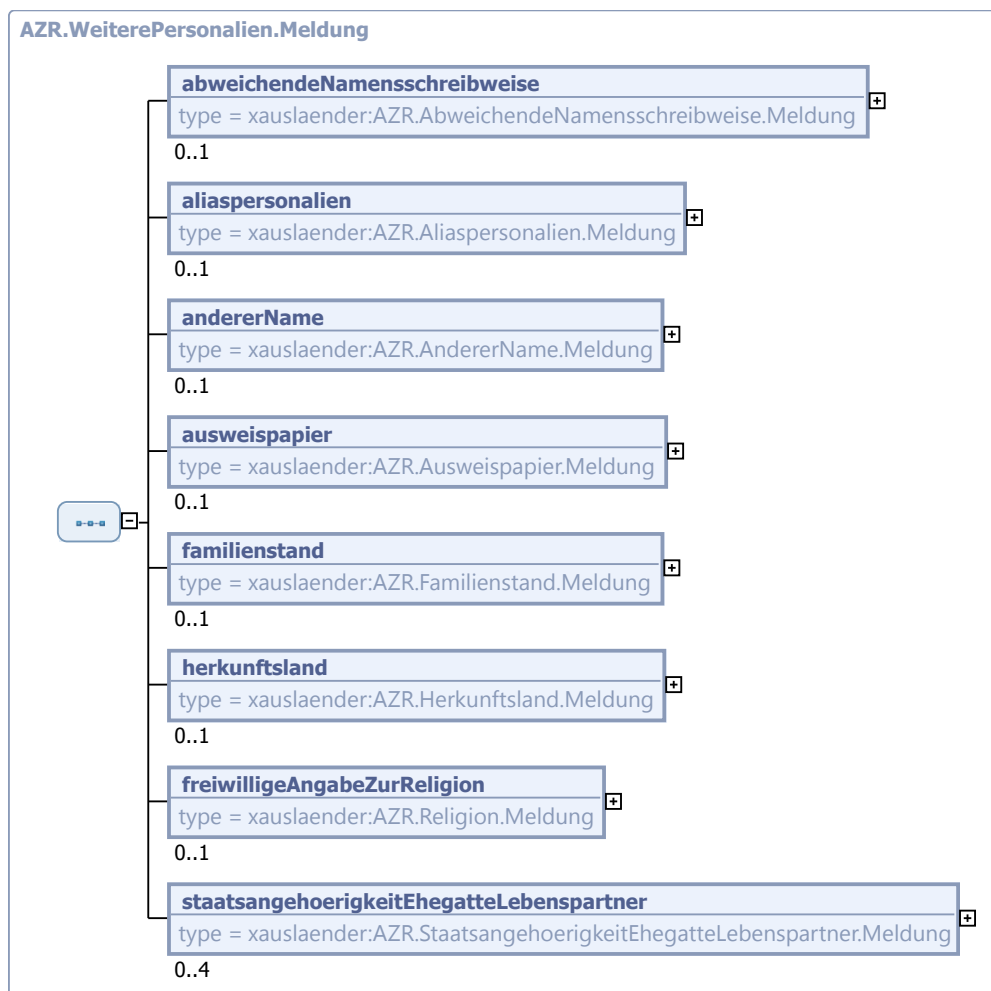 AZR.WeiterePersonalien.Meldung
abweichendeNamensschreibweise
type = xauslaender:AZR.AbweichendeNamensschreibweise.Meldung
0..1
aliaspersonalien
type = xauslaender:AZR.Aliaspersonalien.Meldung
0..1
andererName
type = xauslaender:AZR.AndererName.Meldung
0..1
ausweispapier
type = xauslaender:AZR.Ausweispapier.Meldung
0..1
familienstand
type = xauslaender:AZR.Familienstand.Meldung
0..1
herkunftsland
type = xauslaender:AZR.Herkunftsland.Meldung
0..1
freiwilligeAngabeZurReligion
type = xauslaender:AZR.Religion.Meldung
0..1
staatsangehoerigkeitEhegatteLebenspartner
type = xauslaender:AZR.StaatsangehoerigkeitEhegatteLebenspartner.Meldung
0..4